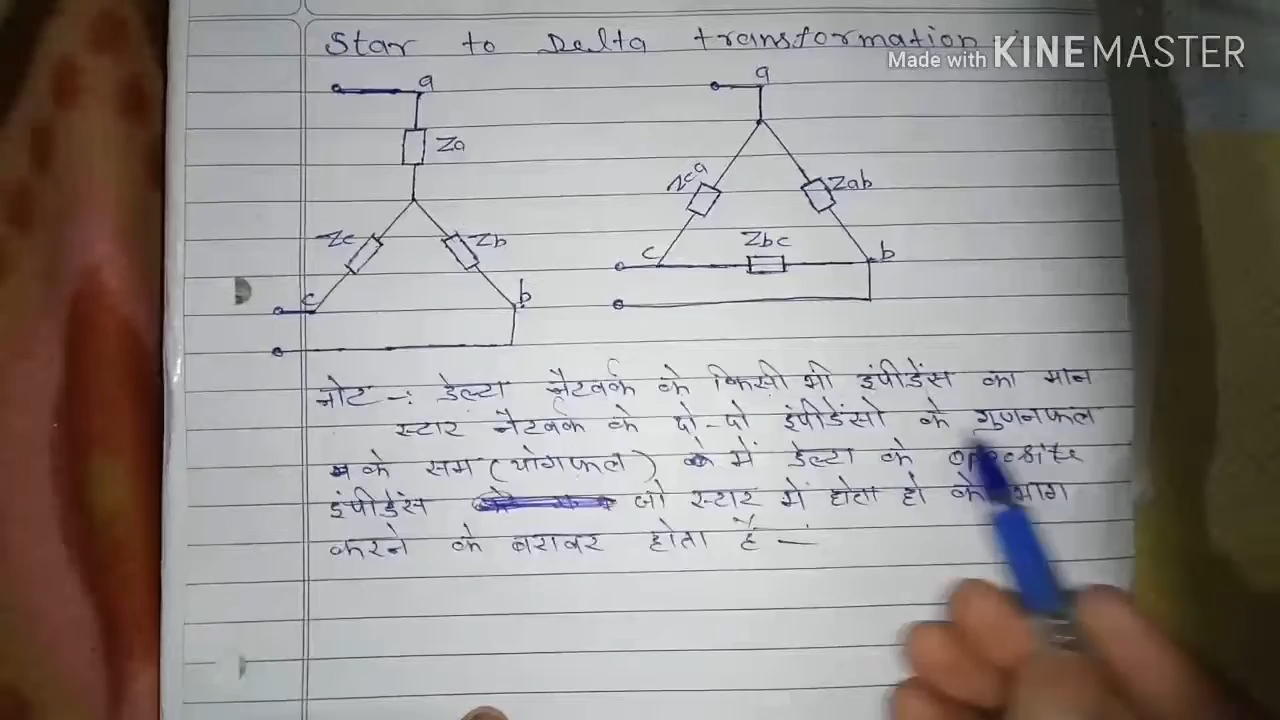 Star to Delta transformation :
Made with KINEMASTER
a
a
Za
Zca
Zab
Zc
Zb
Zbc
c
b
c
b
नोट -: डेल्टा नैटवर्क के किसी भी इंपीडेंस का मान
स्टार नैटवर्क के दो-दो इंपीडेंसो के गुणनफल
के सम (योगफल) में डेल्टा के opposite
इंपीडेंस जो स्टार में होता हो के भाग
करने के बराबर होता है —